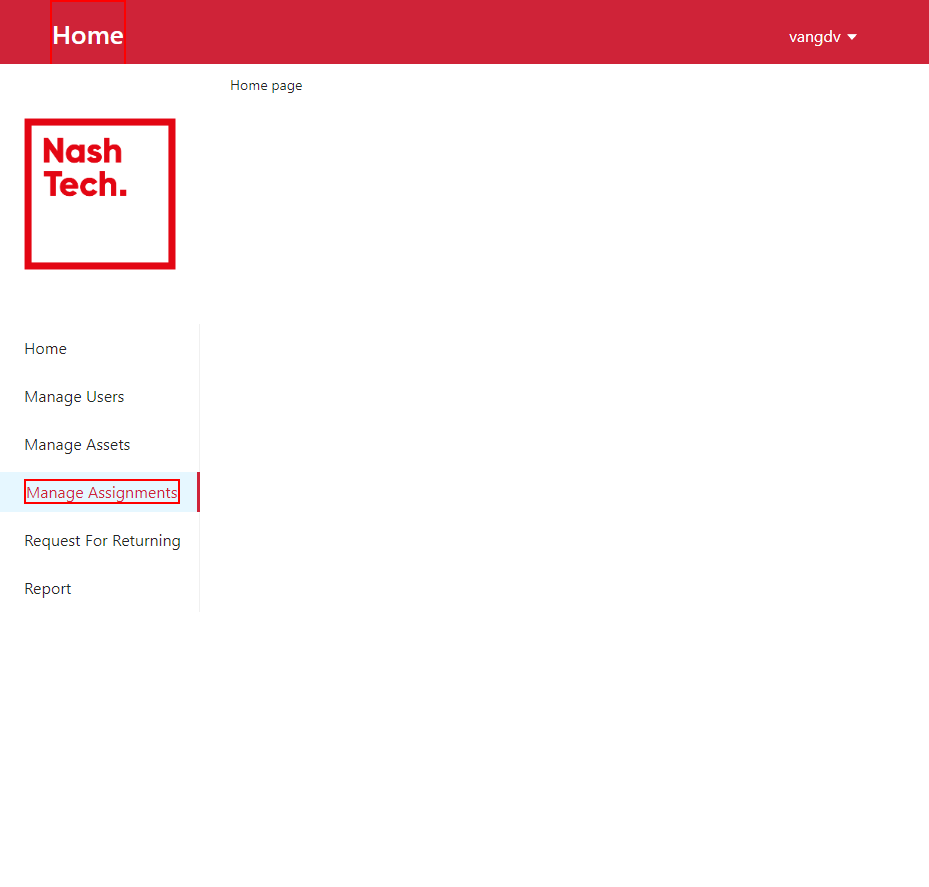 Home
vangdv
Home page
Nash
Tech.
Home
Manage Users
Manage Assets
Manage Assignments
Request For Returning
Report